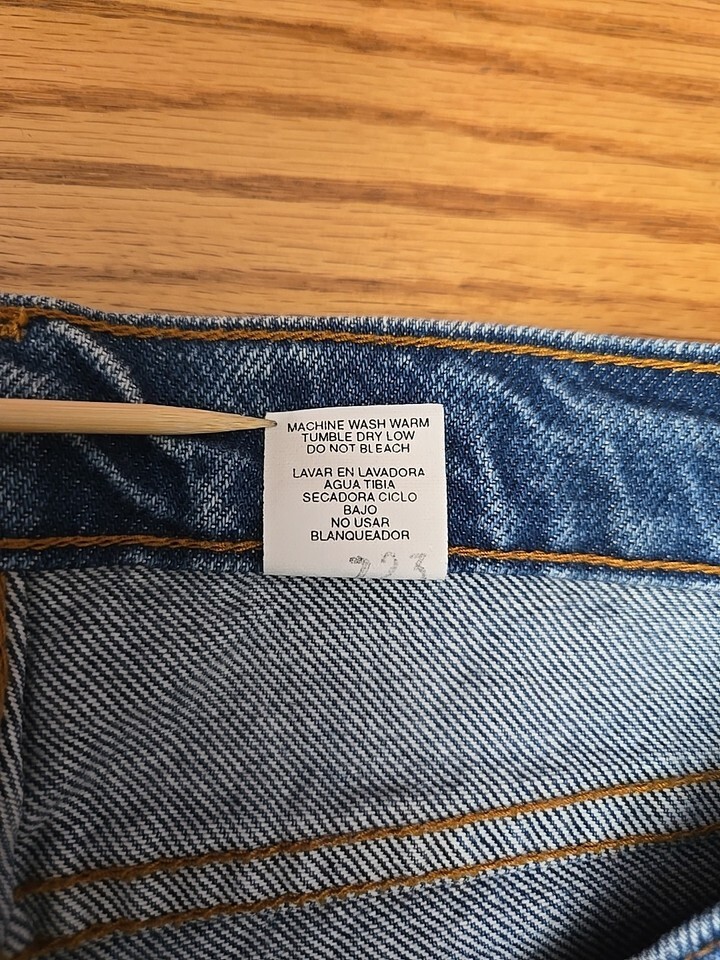 MACHINE WASH WARM
TUMBLE DRY LOW
DO NOT BLEACH
LAVAR EN LAVADORA
AGUA TIBIA
SECADORA CICLO
BAJO
NO USAR
BLANQUEADOR
723